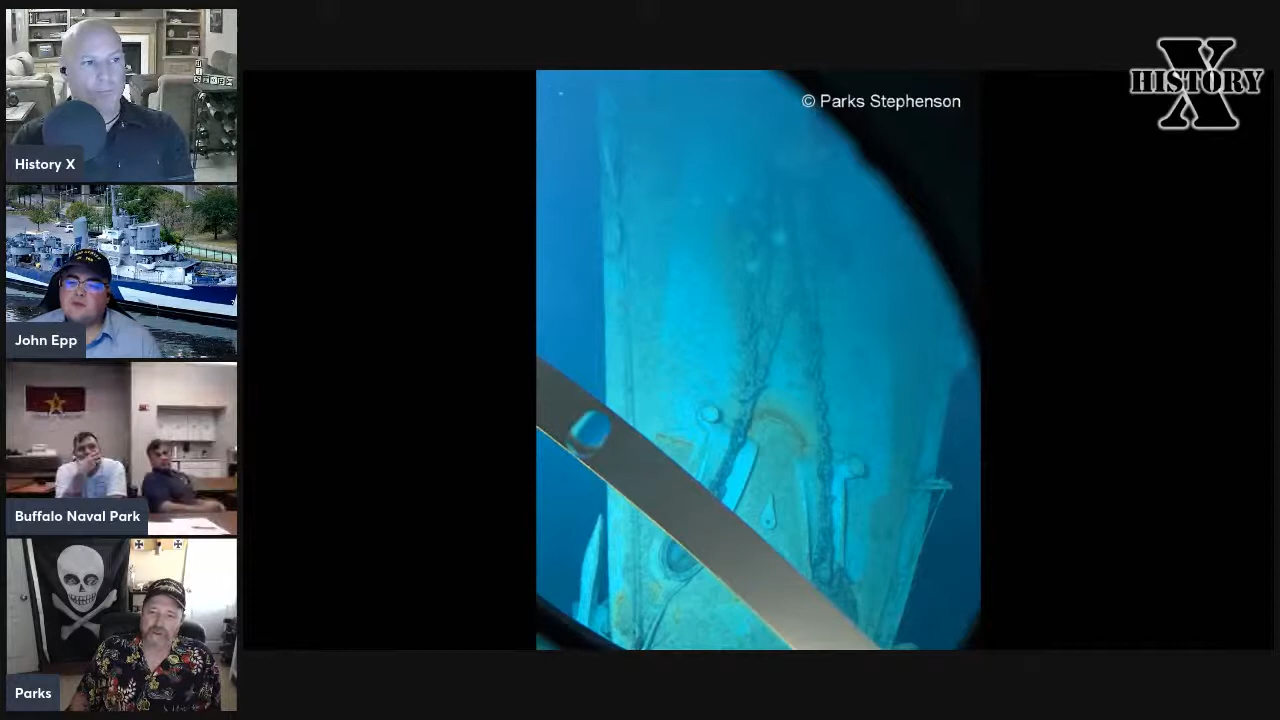 History X
John Epp
Buffalo Naval Park
Parks
© Parks Stephenson
HISTORY
X